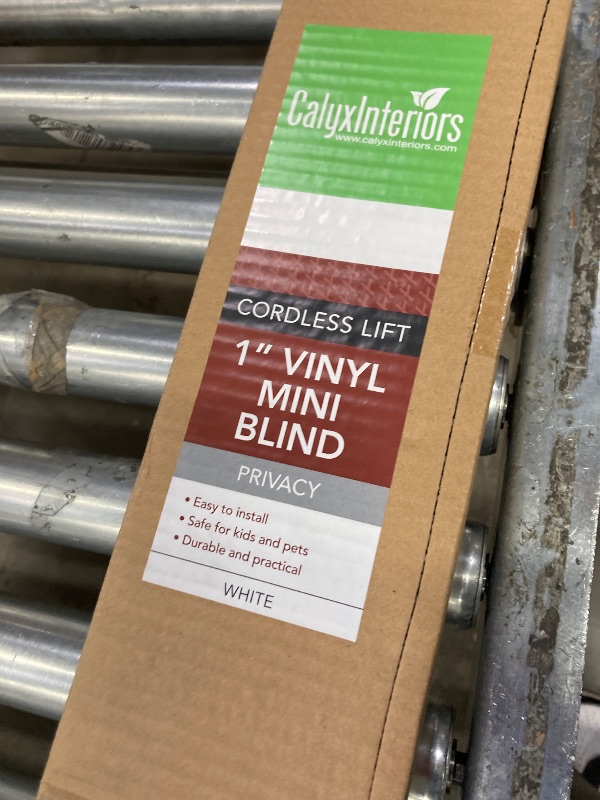 CalyxInteriors
www.calyxinteriors.com
CORDLESS LIFT
1" VINYL
MINI
BLIND
PRIVACY
• Easy to install
• Safe for kids and pets
• Durable and practical
WHITE